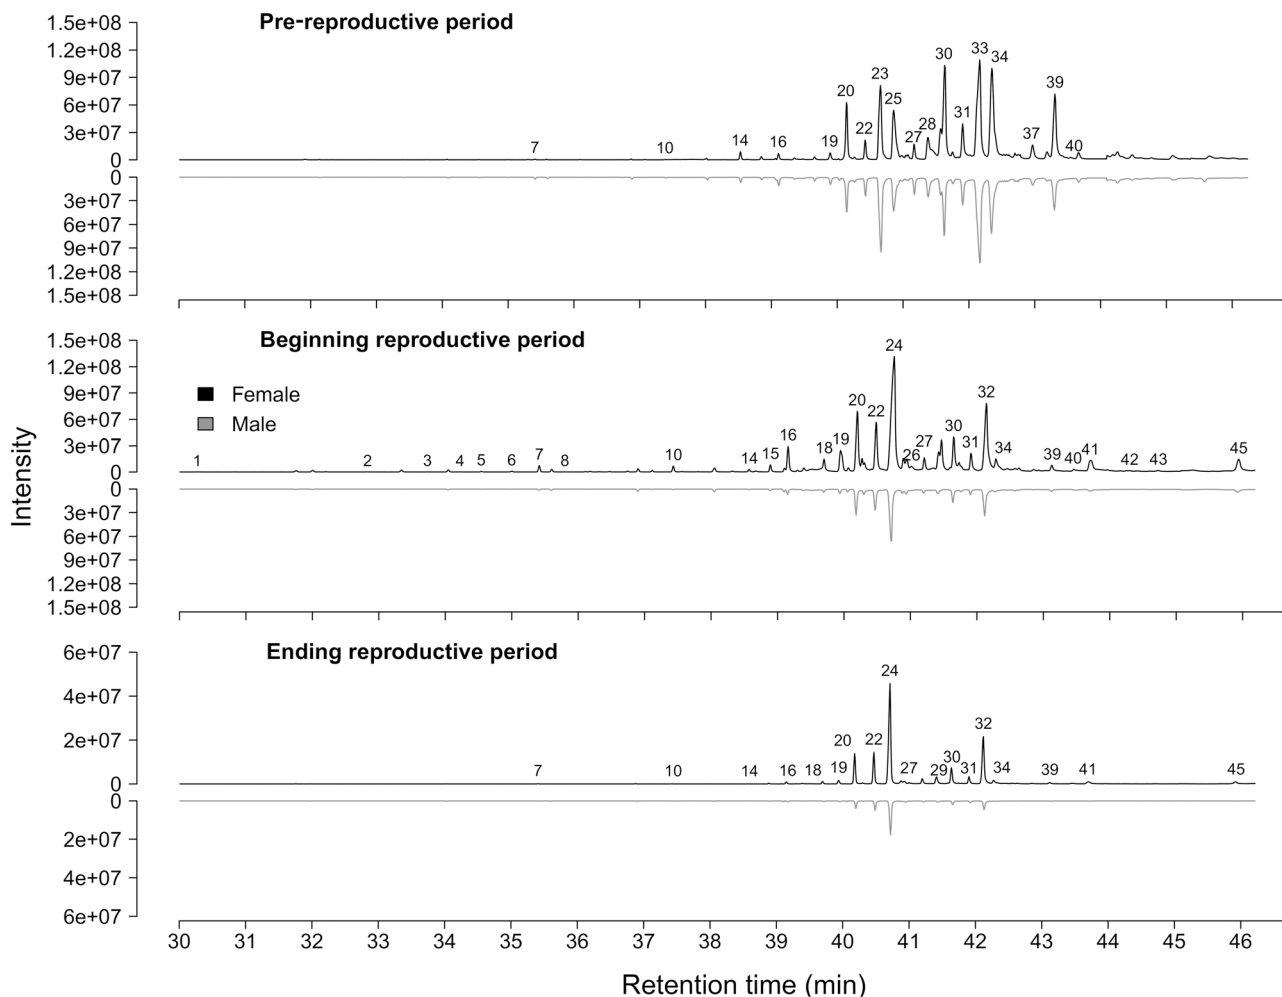 Pre-reproductive period
1.5e+08
1.2e+08
9e+07
6e+07
3e+07
0
7 10 14 16 19 20 22 23 25 27 28 30 31 33 34 37 39 40
0
3e+07
6e+07
9e+07
1.2e+08
1.5e+08
Beginning reproductive period
Female
Male
1.5e+08
1.2e+08
9e+07
6e+07
3e+07
0
1 2 3 4 5 6 7 8 10 14 15 16 18 19 20 22 24 26 27 30 31 32 34 39 40 41 42 43 45
0
3e+07
6e+07
9e+07
1.2e+08
1.5e+08
Intensity
Ending reproductive period
6e+07
4e+07
2e+07
0
7 10 14 16 18 19 20 22 24 27 29 30 31 32 34 39 41 45
0
2e+07
4e+07
6e+07
30 31 32 33 34 35 36 37 38 39 40 41 42 43 44 45 46
Retention time (min)